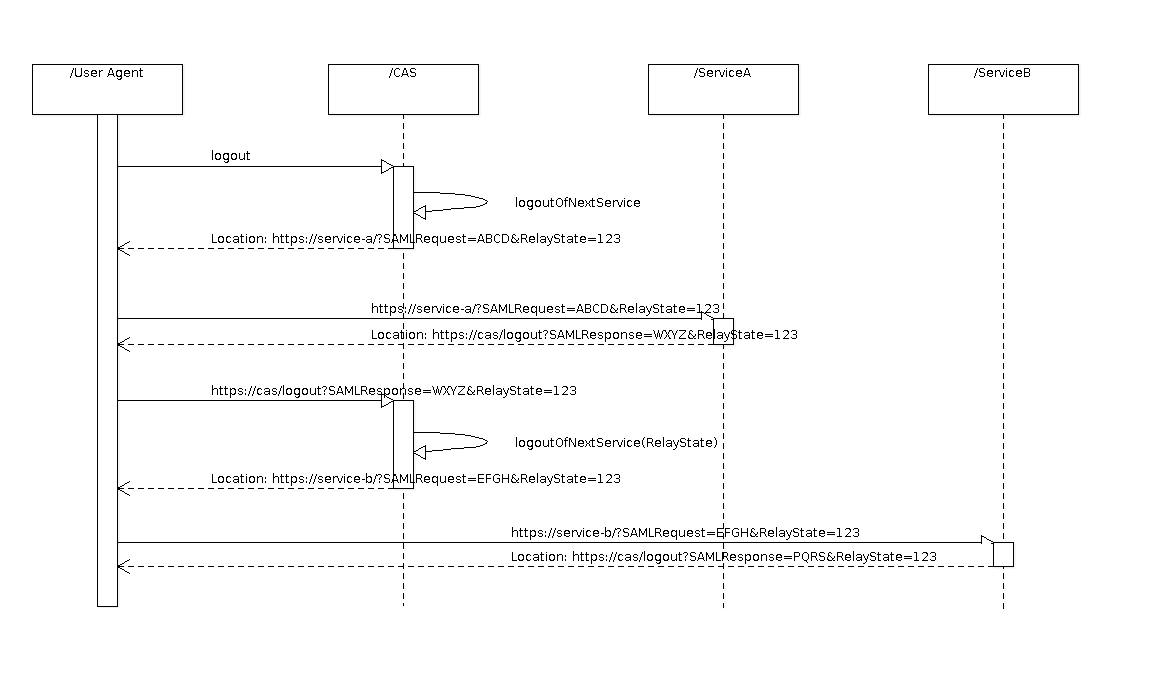 /User Agent
/CAS
/ServiceA
/ServiceB
logout
logoutOfNextService
Location: https://service-a/?SAMLRequest=ABCD&RelayState=123
https://service-a/?SAMLRequest=ABCD&RelayState=123
Location: https://cas/logout?SAMLResponse=WXYZ&RelayState=123
https://cas/logout?SAMLResponse=WXYZ&RelayState=123
logoutOfNextService(RelayState)
Location: https://service-b/?SAMLRequest=EFGH&RelayState=123
https://service-b/?SAMLRequest=EFGH&RelayState=123
Location: https://cas/logout?SAMLResponse=PQRS&RelayState=123